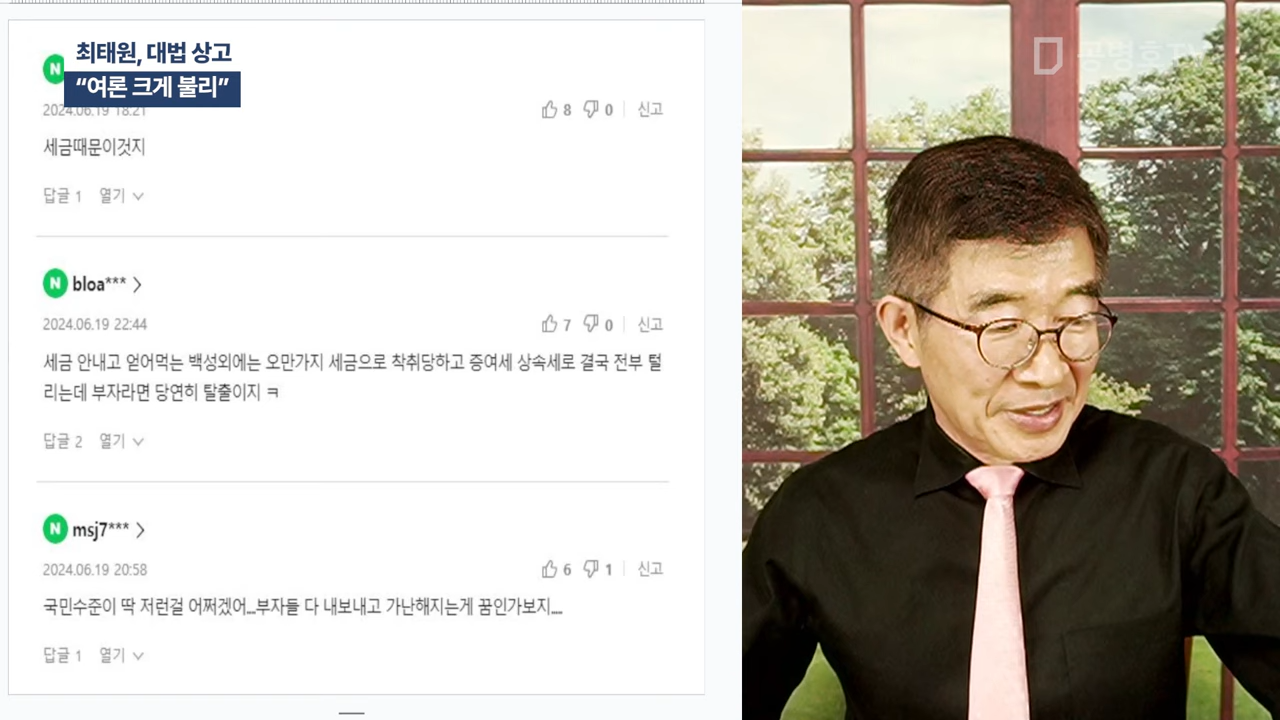 최태원, 대법 상고
“여론 크게 불리”
N
2024.06.19 18:21
8 0 신고
세금때문이것지
답글 1 열기
N bloa***
2024.06.19 22:44
7 0 신고
세금 안내고 얻어먹는 백성외에는 오만가지 세금으로 착취당하고 증여세 상속세로 결국 전부 털
리는데 부자라면 당연히 탈출이지 ㅋ
답글 2 열기
N msj7***
2024.06.19 20:58
6 1 신고
국민수준이 딱 저런걸 어쩌겠어...부자들 다 내보내고 가난해지는게 꿈인가보지....
답글 1 열기
공병호TV